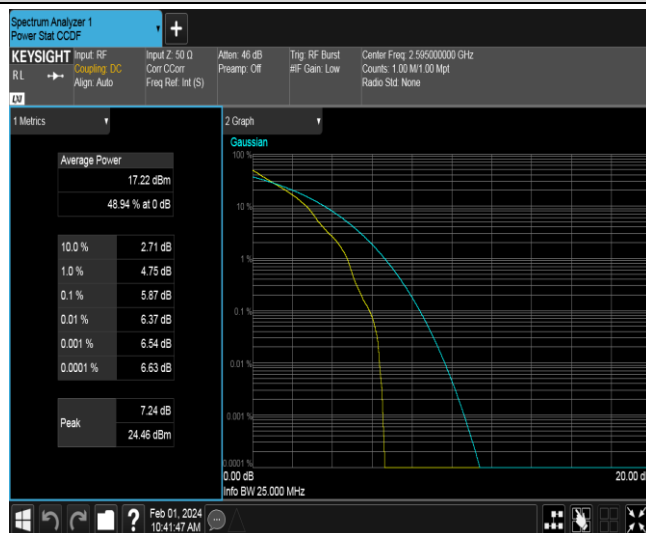 Spectrum Analyzer 1
Power Stat CCDF
KEYSIGHT
RL
LXI
Input: RF
Coupling: DC
Align: Auto
Input Z: 50 Ω
Corr CCorr
Freq Ref: Int (S)
Atten: 46 dB
Preamp: Off
Trig: RF Burst
#IF Gain: Low
Center Freq: 2.595000000 GHz
Counts: 1.00 M/1.00 Mpt
Radio Std: None
1 Metrics
Average Power
17.22 dBm
48.94 % at 0 dB
10.0 % 2.71 dB
1.0 % 4.75 dB
0.1 % 5.87 dB
0.01 % 6.37 dB
0.001 % 6.54 dB
0.0001 % 6.63 dB
Peak
7.24 dB
24.46 dBm
2 Graph
Gaussian
100 %
10 %
1 %
0.1 %
0.01 %
0.001 %
0.0001 %
0.00 dB
20.00 d
Info BW 25.000 MHz
?
Feb 01, 2024
10:41:47 AM